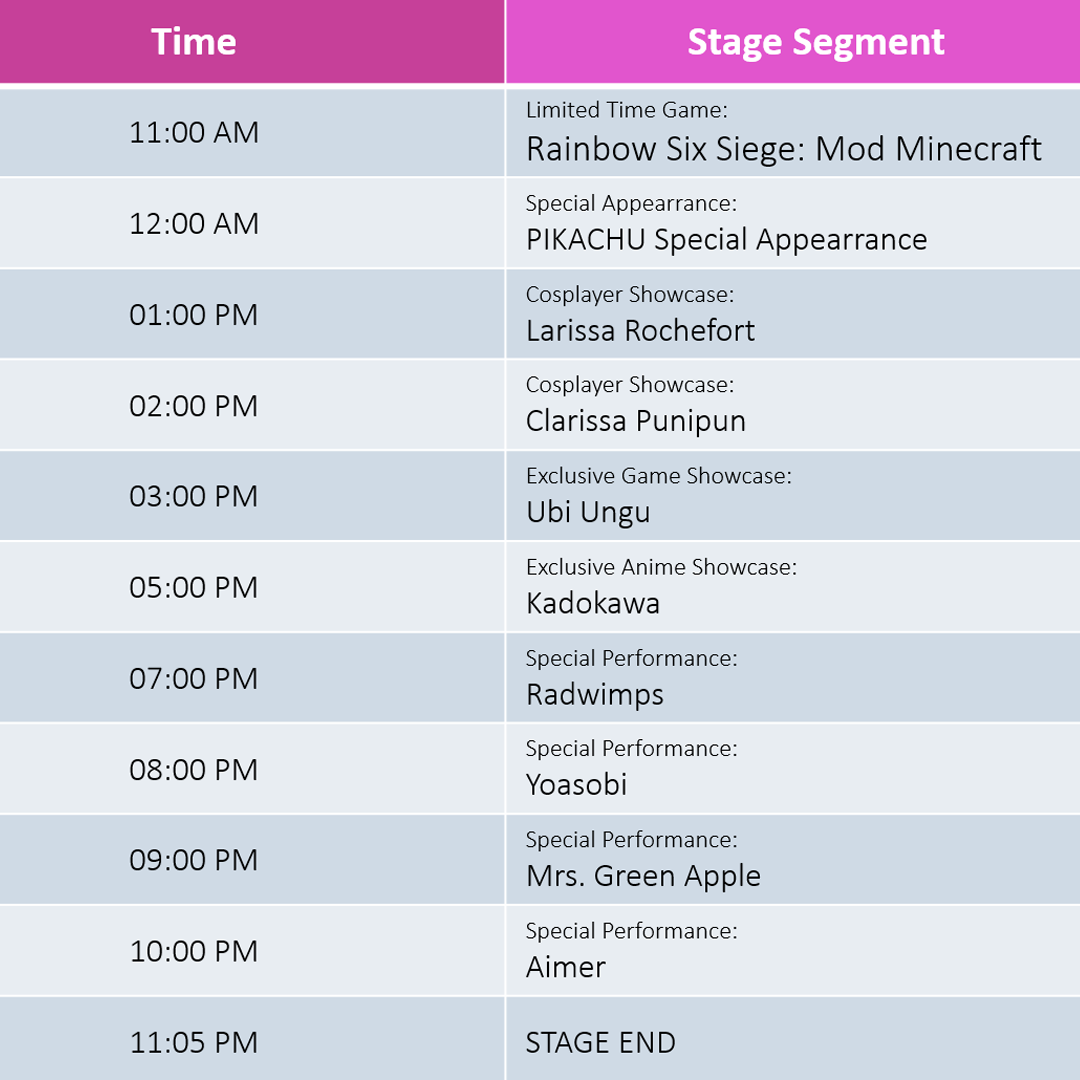 Time
Stage Segment
11:00 AM
Limited Time Game:
Rainbow Six Siege: Mod Minecraft
12:00 AM
Special Appearrance:
PIKACHU Special Appearrance
01:00 PM
Cosplayer Showcase:
Larissa Rochefort
02:00 PM
Cosplayer Showcase:
Clarissa Punipun
03:00 PM
Exclusive Game Showcase:
Ubi Ungu
05:00 PM
Exclusive Anime Showcase:
Kadokawa
07:00 PM
Special Performance:
Radwimps
08:00 PM
Special Performance:
Yoasobi
09:00 PM
Special Performance:
Mrs. Green Apple
10:00 PM
Special Performance:
Aimer
11:05 PM
STAGE END